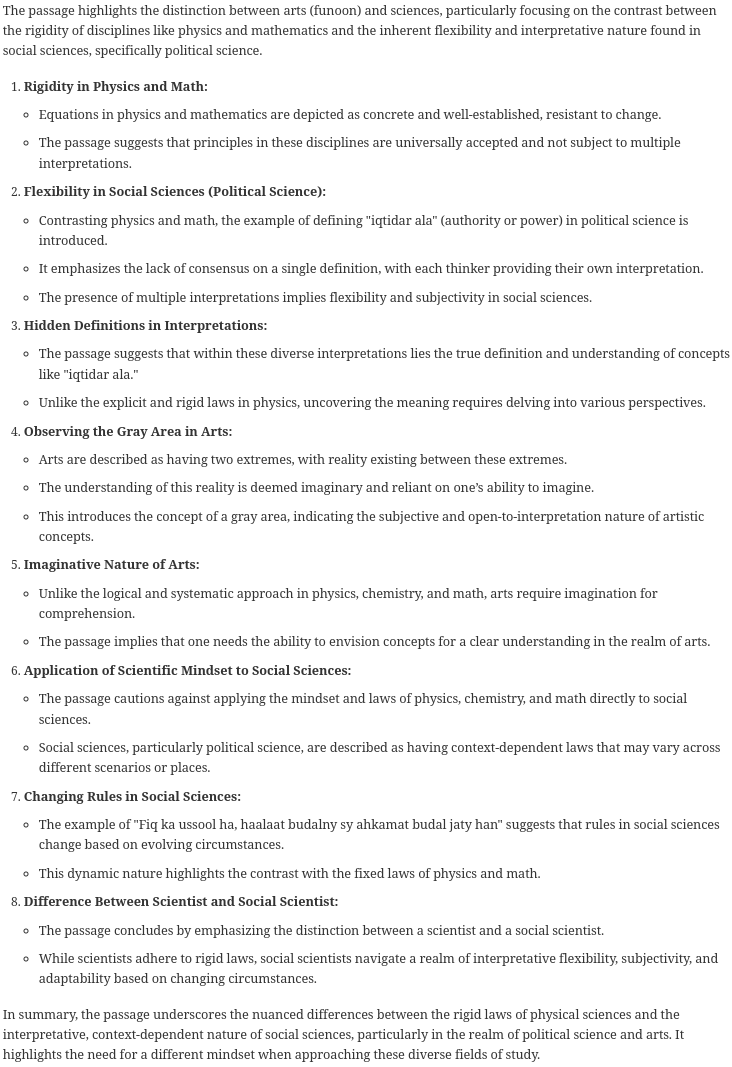 The passage highlights the distinction between arts (funoon) and sciences, particularly focusing on the contrast between
the rigidity of disciplines like physics and mathematics and the inherent flexibility and interpretative nature found in
social sciences, specifically political science.
1. Rigidity in Physics and Math:
Equations in physics and mathematics are depicted as concrete and well-established, resistant to change.
The passage suggests that principles in these disciplines are universally accepted and not subject to multiple
interpretations.
2. Flexibility in Social Sciences (Political Science):
Contrasting physics and math, the example of defining "iqtidar ala" (authority or power) in political science is
introduced.
It emphasizes the lack of consensus on a single definition, with each thinker providing their own interpretation.
The presence of multiple interpretations implies flexibility and subjectivity in social sciences.
3. Hidden Definitions in Interpretations:
The passage suggests that within these diverse interpretations lies the true definition and understanding of concepts
like "iqtidar ala."
Unlike the explicit and rigid laws in physics, uncovering the meaning requires delving into various perspectives.
4. Observing the Gray Area in Arts:
Arts are described as having two extremes, with reality existing between these extremes.
The understanding of this reality is deemed imaginary and reliant on one's ability to imagine.
This introduces the concept of a gray area, indicating the subjective and open-to-interpretation nature of artistic
concepts.
5. Imaginative Nature of Arts:
Unlike the logical and systematic approach in physics, chemistry, and math, arts require imagination for
comprehension.
The passage implies that one needs the ability to envision concepts for a clear understanding in the realm of arts.
6. Application of Scientific Mindset to Social Sciences:
The passage cautions against applying the mindset and laws of physics, chemistry, and math directly to social
sciences.
Social sciences, particularly political science, are described as having context-dependent laws that may vary across
different scenarios or places.
7. Changing Rules in Social Sciences:
The example of "Fiq ka ussool ha, haalaat budalny sy ahkamat budal jaty han" suggests that rules in social sciences
change based on evolving circumstances.
This dynamic nature highlights the contrast with the fixed laws of physics and math.
8. Difference Between Scientist and Social Scientist:
The passage concludes by emphasizing the distinction between a scientist and a social scientist.
While scientists adhere to rigid laws, social scientists navigate a realm of interpretative flexibility, subjectivity, and
adaptability based on changing circumstances.
In summary, the passage underscores the nuanced differences between the rigid laws of physical sciences and the
interpretative, context-dependent nature of social sciences, particularly in the realm of political science and arts. It
highlights the need for a different mindset when approaching these diverse fields of study.